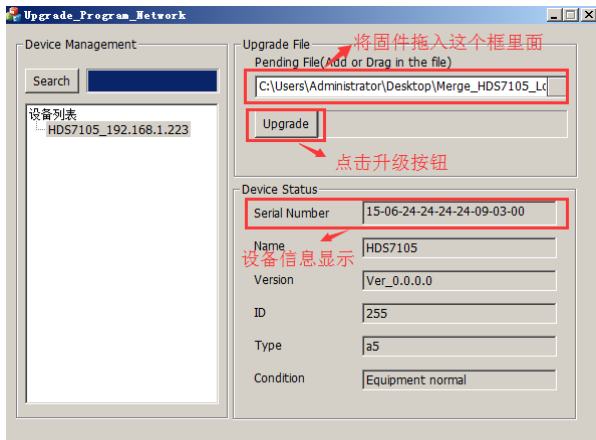 Upgrade_Program_Network
Device Management
Search
设备列表
HDS7105_192.168.1.223
Upgrade File
将固件拖入这个框里面
Pending File(Add or Drag in the file)
C:\Users\Administrator\Desktop\Merge_HDS7105_Lo
Upgrade
点击升级按钮
Device Status
Serial Number
15-06-24-24-24-24-09-03-00
Name
HDS7105
设备信息显示
Version
Ver_0.0.0.0
ID
255
Type
a5
Condition
Equipment normal